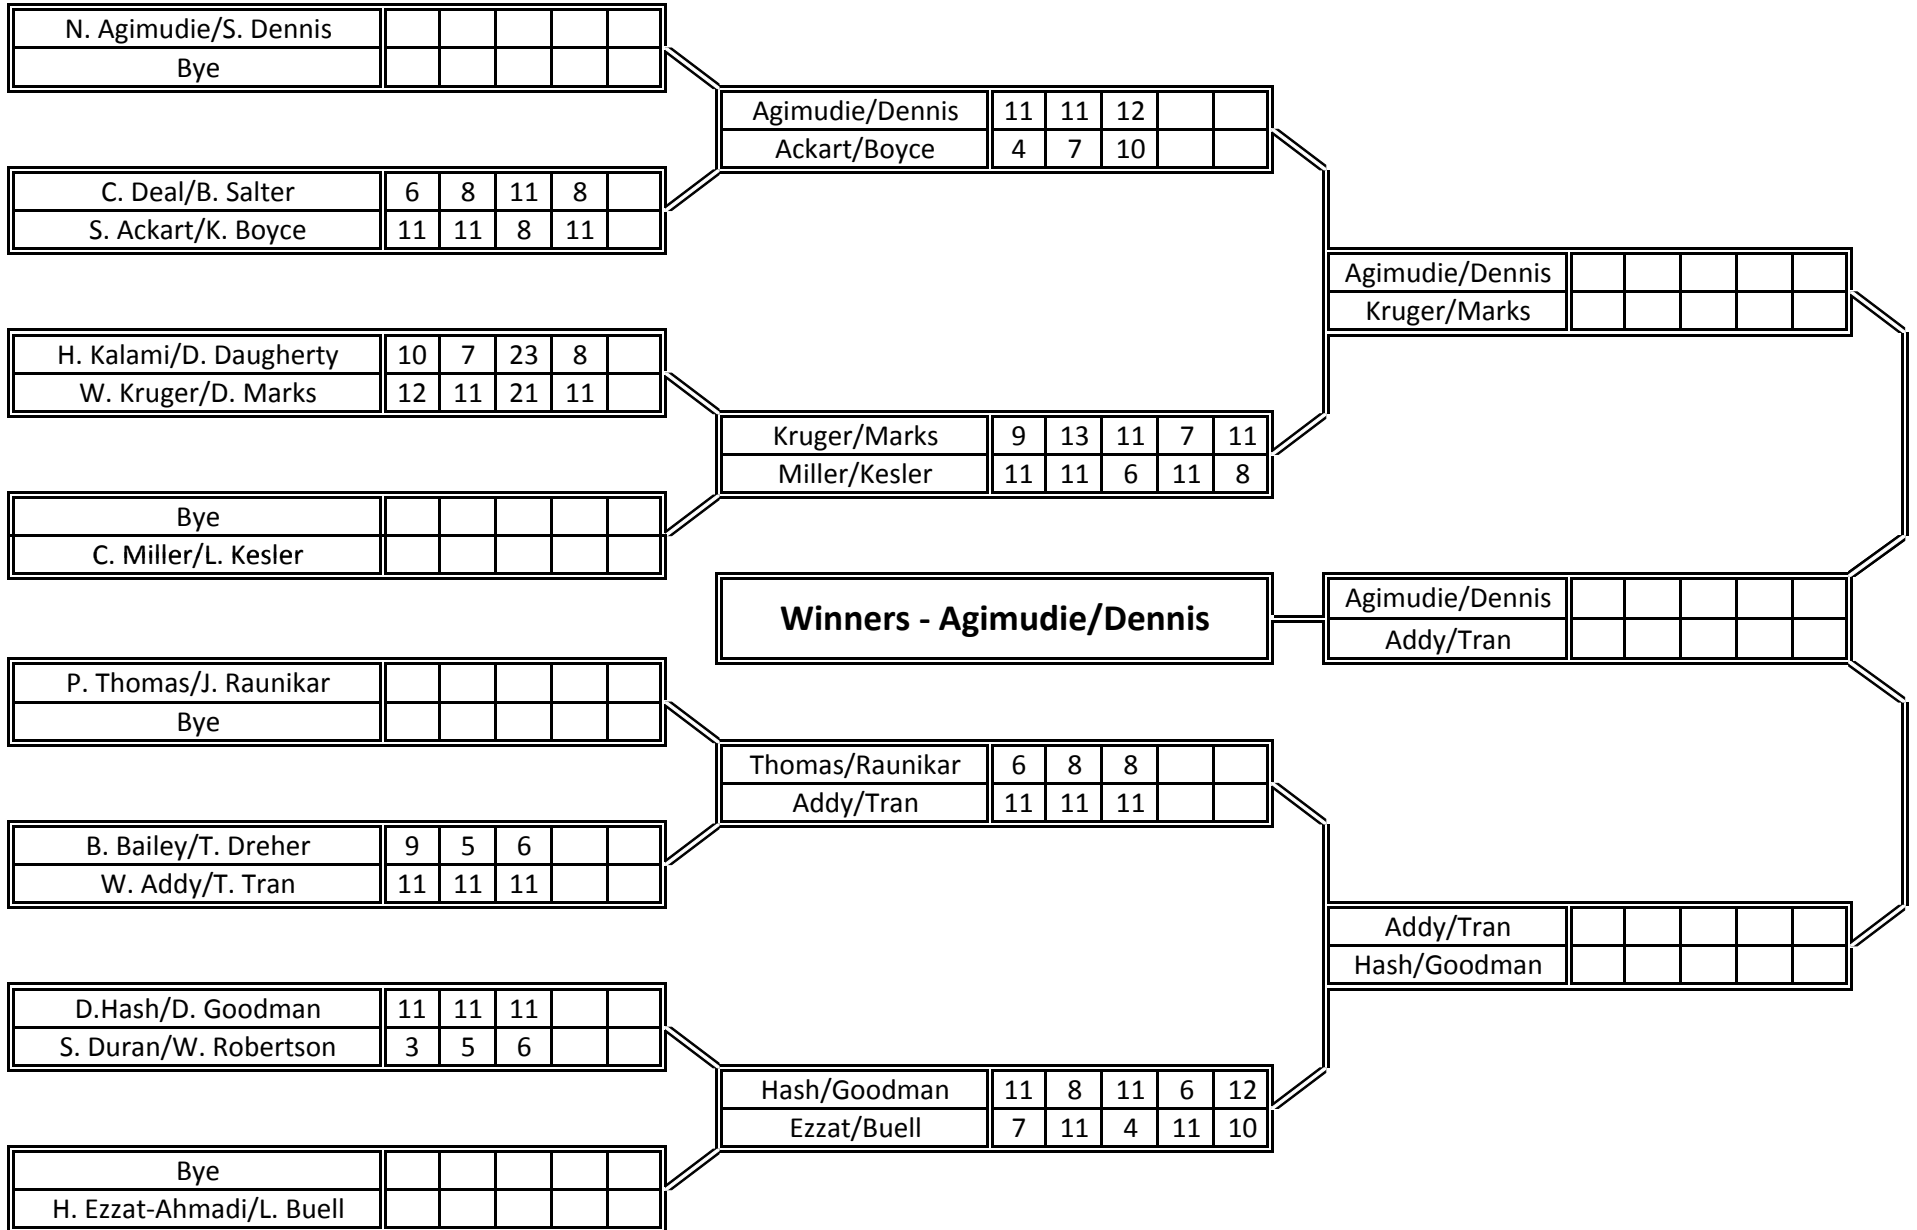 N. Agimudie/S. Dennis
Bye
Agimudie/Dennis 11 11 12
Ackart/Boyce 4 7 10
C. Deal/B. Salter 6 8 11 8
S. Ackart/K. Boyce 11 11 8 11
Agimudie/Dennis
Kruger/Marks
H. Kalami/D. Daugherty 10 7 23 8
W. Kruger/D. Marks 12 11 21 11
Kruger/Marks 9 13 11 7 11
Miller/Kesler 11 11 6 11 8
Bye
C. Miller/L. Kesler
Winners - Agimudie/Dennis
Agimudie/Dennis
Addy/Tran
P. Thomas/J. Raunikar
Bye
Thomas/Raunikar 6 8 8
Addy/Tran 11 11 11
B. Bailey/T. Dreher 9 5 6
W. Addy/T. Tran 11 11 11
Addy/Tran
Hash/Goodman
D.Hash/D. Goodman 11 11 11
S. Duran/W. Robertson 3 5 6
Hash/Goodman 11 8 11 6 12
Ezzat/Buell 7 11 4 11 10
Bye
H. Ezzat-Ahmadi/L. Buell